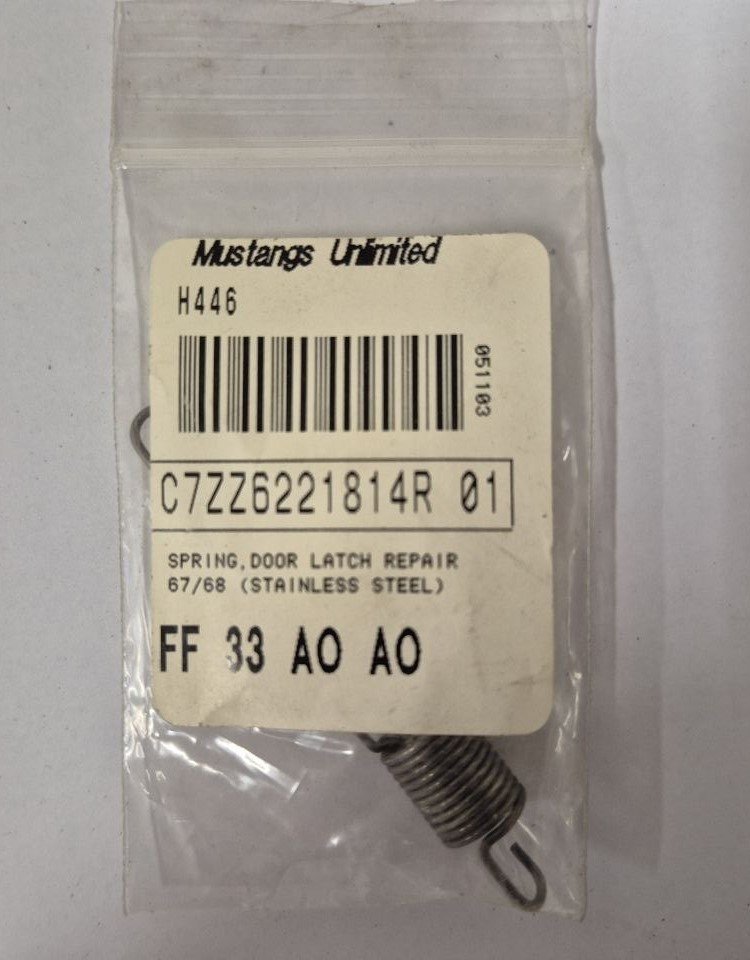 Mustangs Unlimited
H446
051103
C7ZZ6221814R 01
SPRING,DOOR LATCH REPAIR
67/68 (STAINLESS STEEL)
FF 33 AO AO